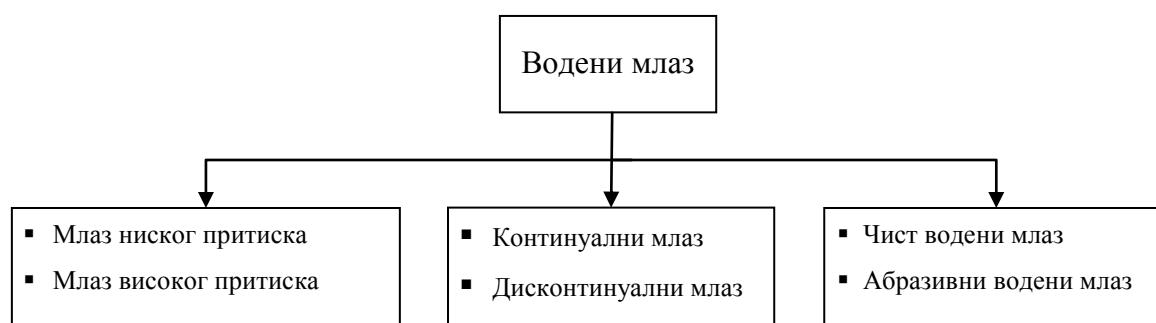 Водени млаз
▪ Млаз ниског притиска
▪ Млаз високог притиска
▪ Континуални млаз
▪ Дисконтинуални млаз
▪ Чист водени млаз
▪ Абразивни водени млаз